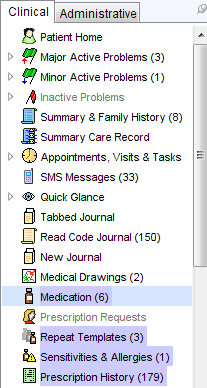 Clinical Administrative
Patient Home
Major Active Problems (3)
Minor Active Problems (1)
Inactive Problems
Summary & Family History (8)
Summary Care Record
Appointments, Visits & Tasks
SMS Messages (33)
Quick Glance
Tabbed Journal
Read Code Journal (150)
New Journal
Medical Drawings (2)
Medication (6)
Prescription Requests
Repeat Templates (3)
Sensitivities & Allergies (1)
Prescription History (179)